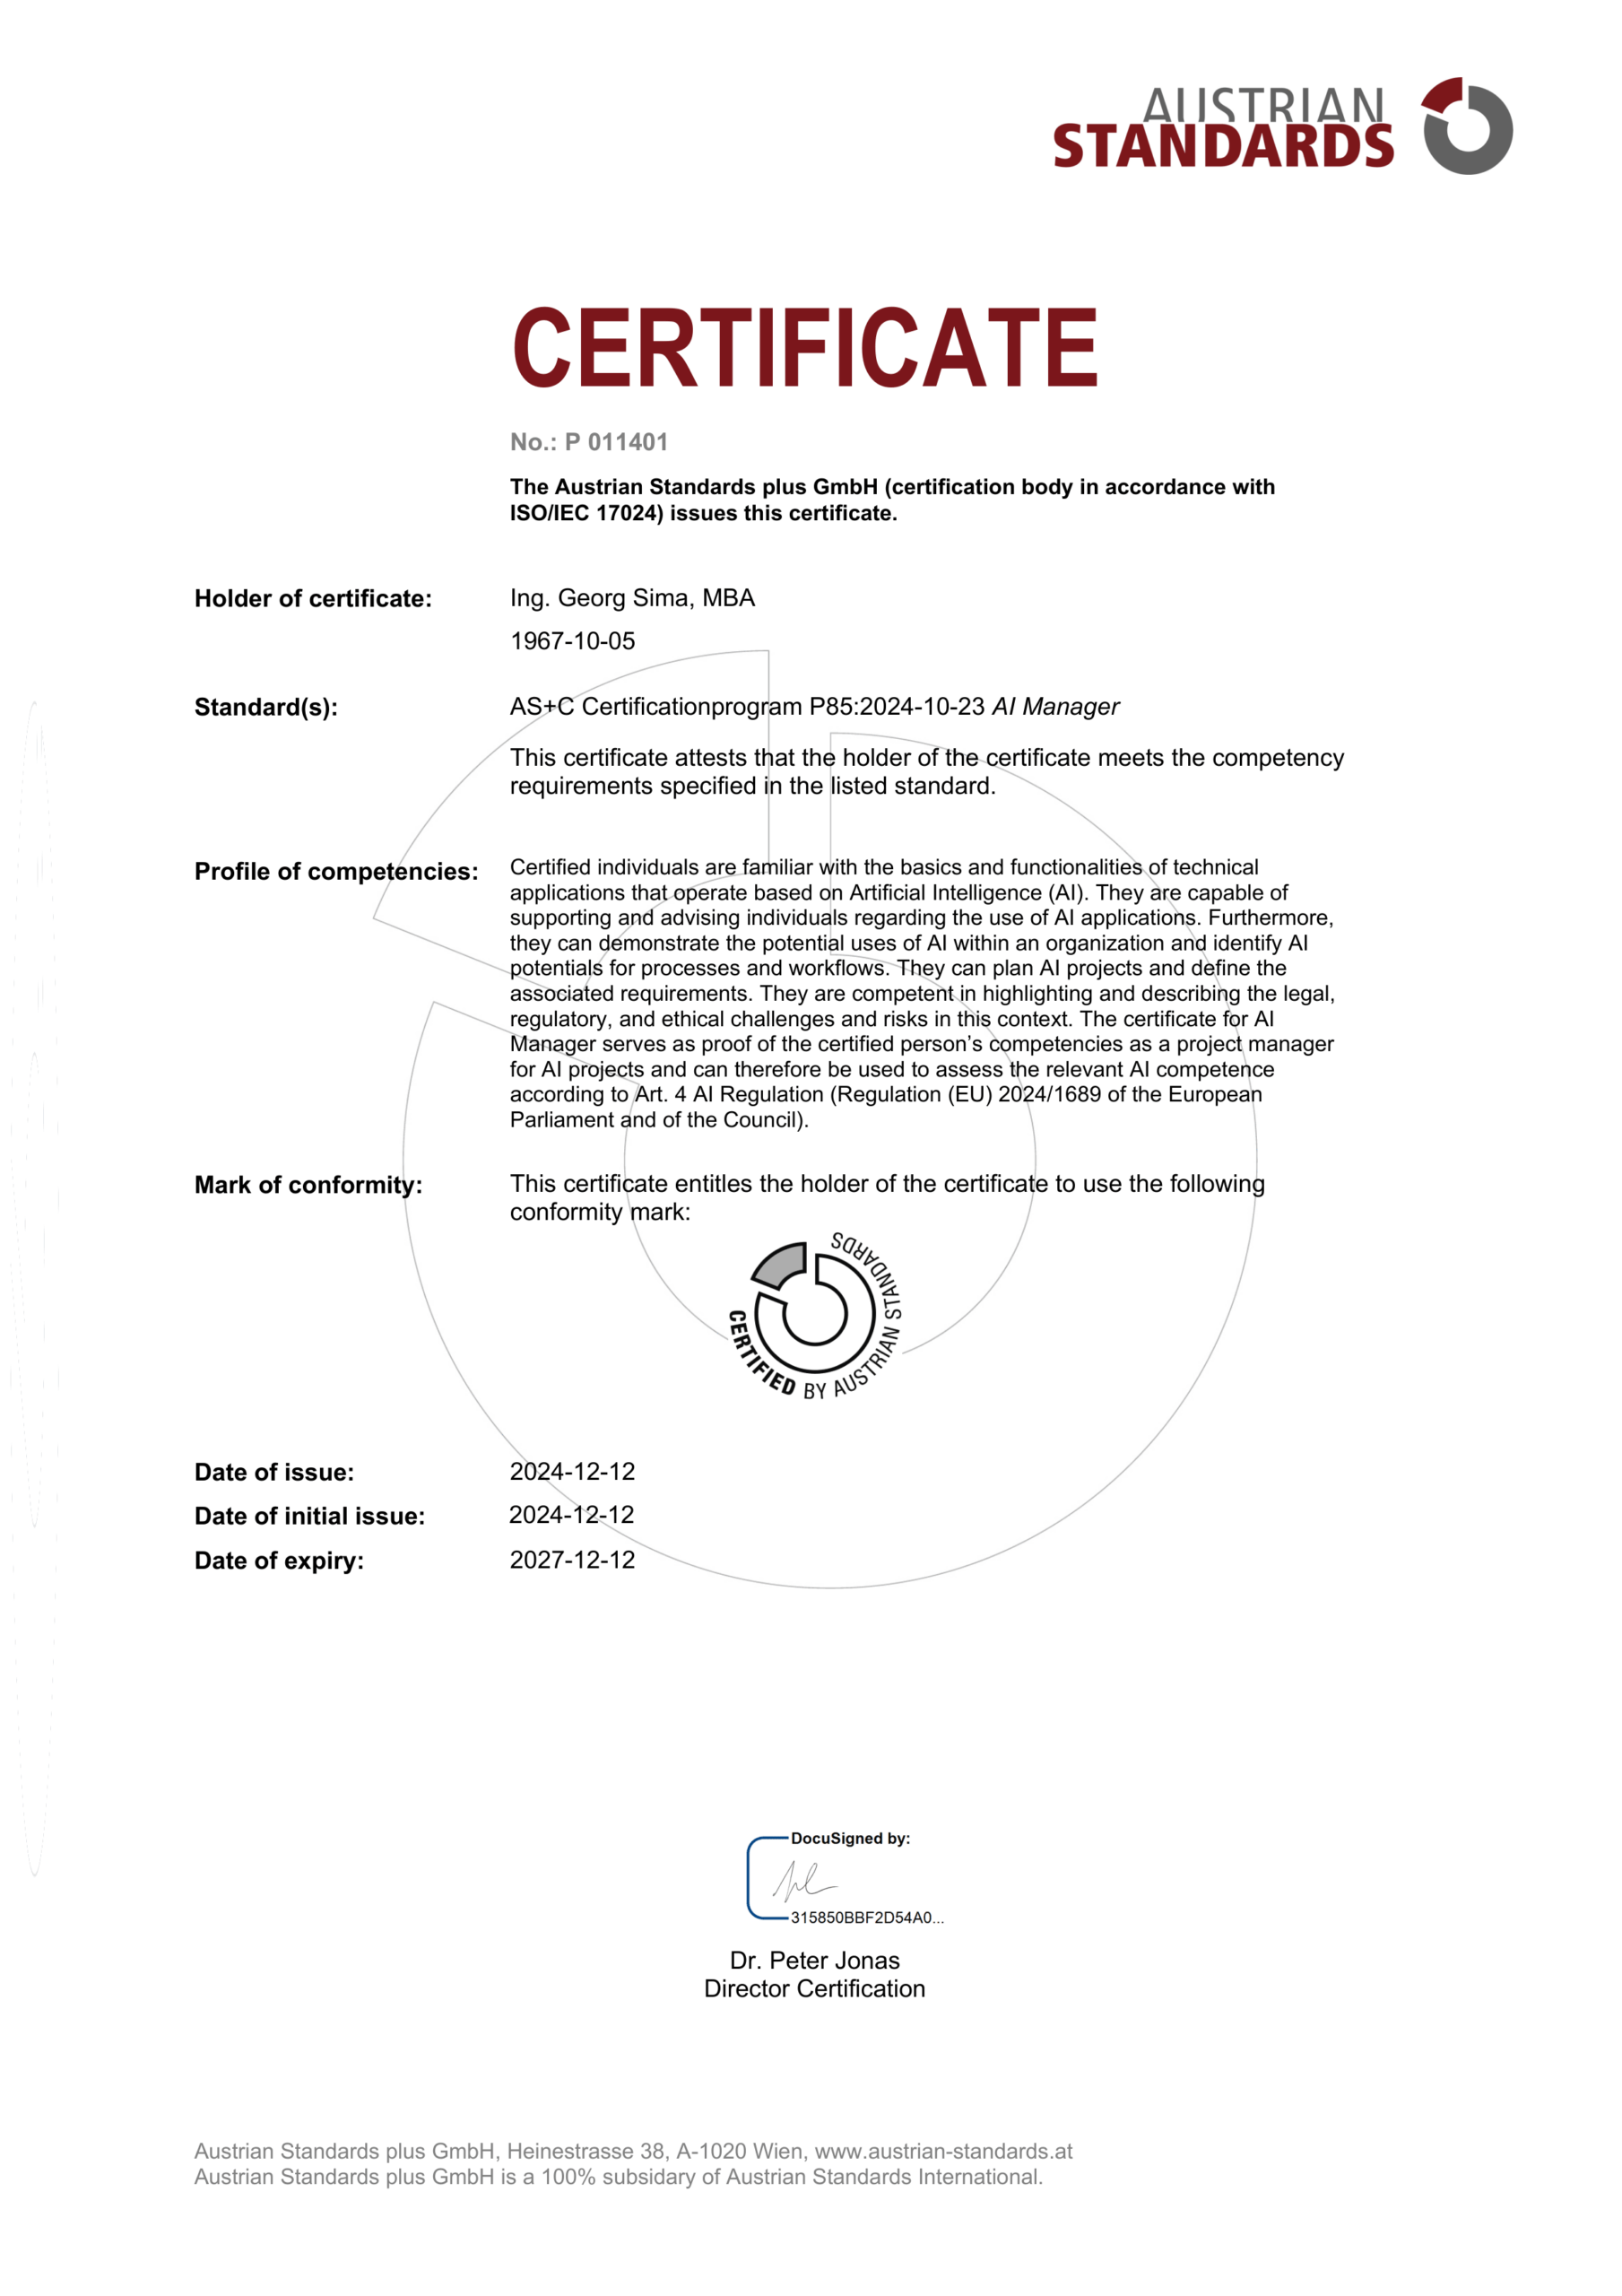 AUSTRIAN
STANDARDS
CERTIFICATE
No.: P 011401
The Austrian Standards plus GmbH (certification body in accordance with
ISO/IEC 17024) issues this certificate.
Holder of certificate: Ing. Georg Sima, MBA
1967-10-05
Standard(s): AS+C Certificationprogram P85:2024-10-23 AI Manager
This certificate attests that the holder of the certificate meets the competency
requirements specified in the listed standard.
Profile of competencies: Certified individuals are familiar with the basics and functionalities of technical
applications that operate based on Artificial Intelligence (AI). They are capable of
supporting and advising individuals regarding the use of AI applications. Furthermore,
they can demonstrate the potential uses of AI within an organization and identify AI
potentials for processes and workflows. They can plan AI projects and define the
associated requirements. They are competent in highlighting and describing the legal,
regulatory, and ethical challenges and risks in this context. The certificate for AI
Manager serves as proof of the certified person’s competencies as a project manager
for AI projects and can therefore be used to assess the relevant AI competence
according to Art. 4 AI Regulation (Regulation (EU) 2024/1689 of the European
Parliament and of the Council).
Mark of conformity: This certificate entitles the holder of the certificate to use the following
conformity mark:
CERTIFIED BY AUSTRIAN STANDARDS
Date of issue: 2024-12-12
Date of initial issue: 2024-12-12
Date of expiry: 2027-12-12
DocuSigned by:
315850BBF2D54A0...
Dr. Peter Jonas
Director Certification
Austrian Standards plus GmbH, Heinestrasse 38, A-1020 Wien, www.austrian-standards.at
Austrian Standards plus GmbH is a 100% subsidary of Austrian Standards International.